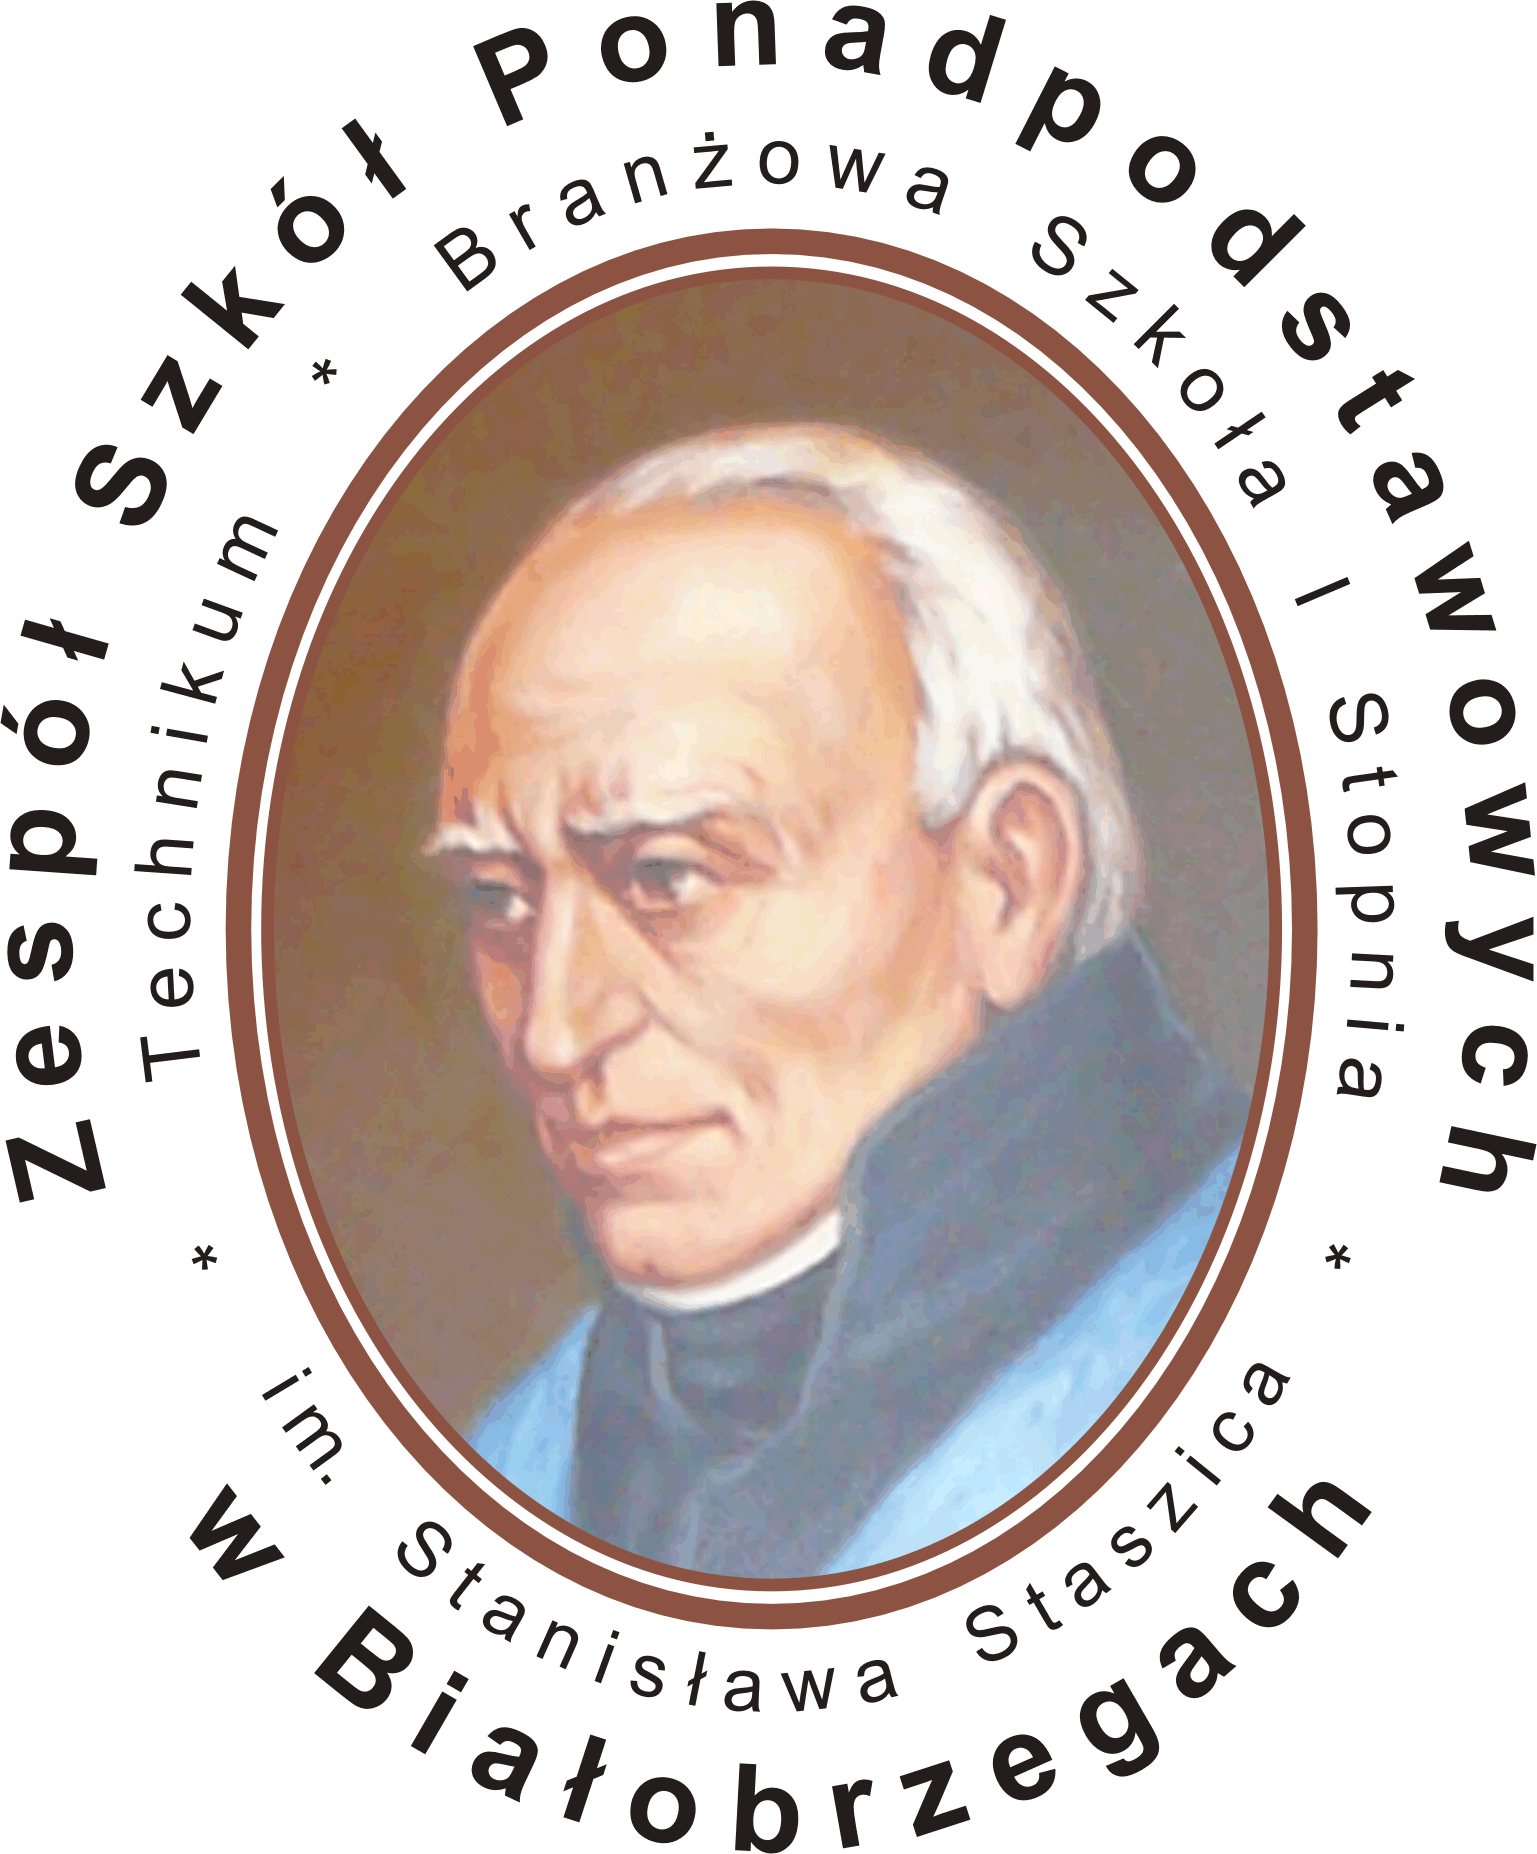 Zespół Szkół Ponadpodstawowych
* Technikum * Branżowa Szkoła I Stopnia *
im. Stanisława Staszica
w Białobrzegach